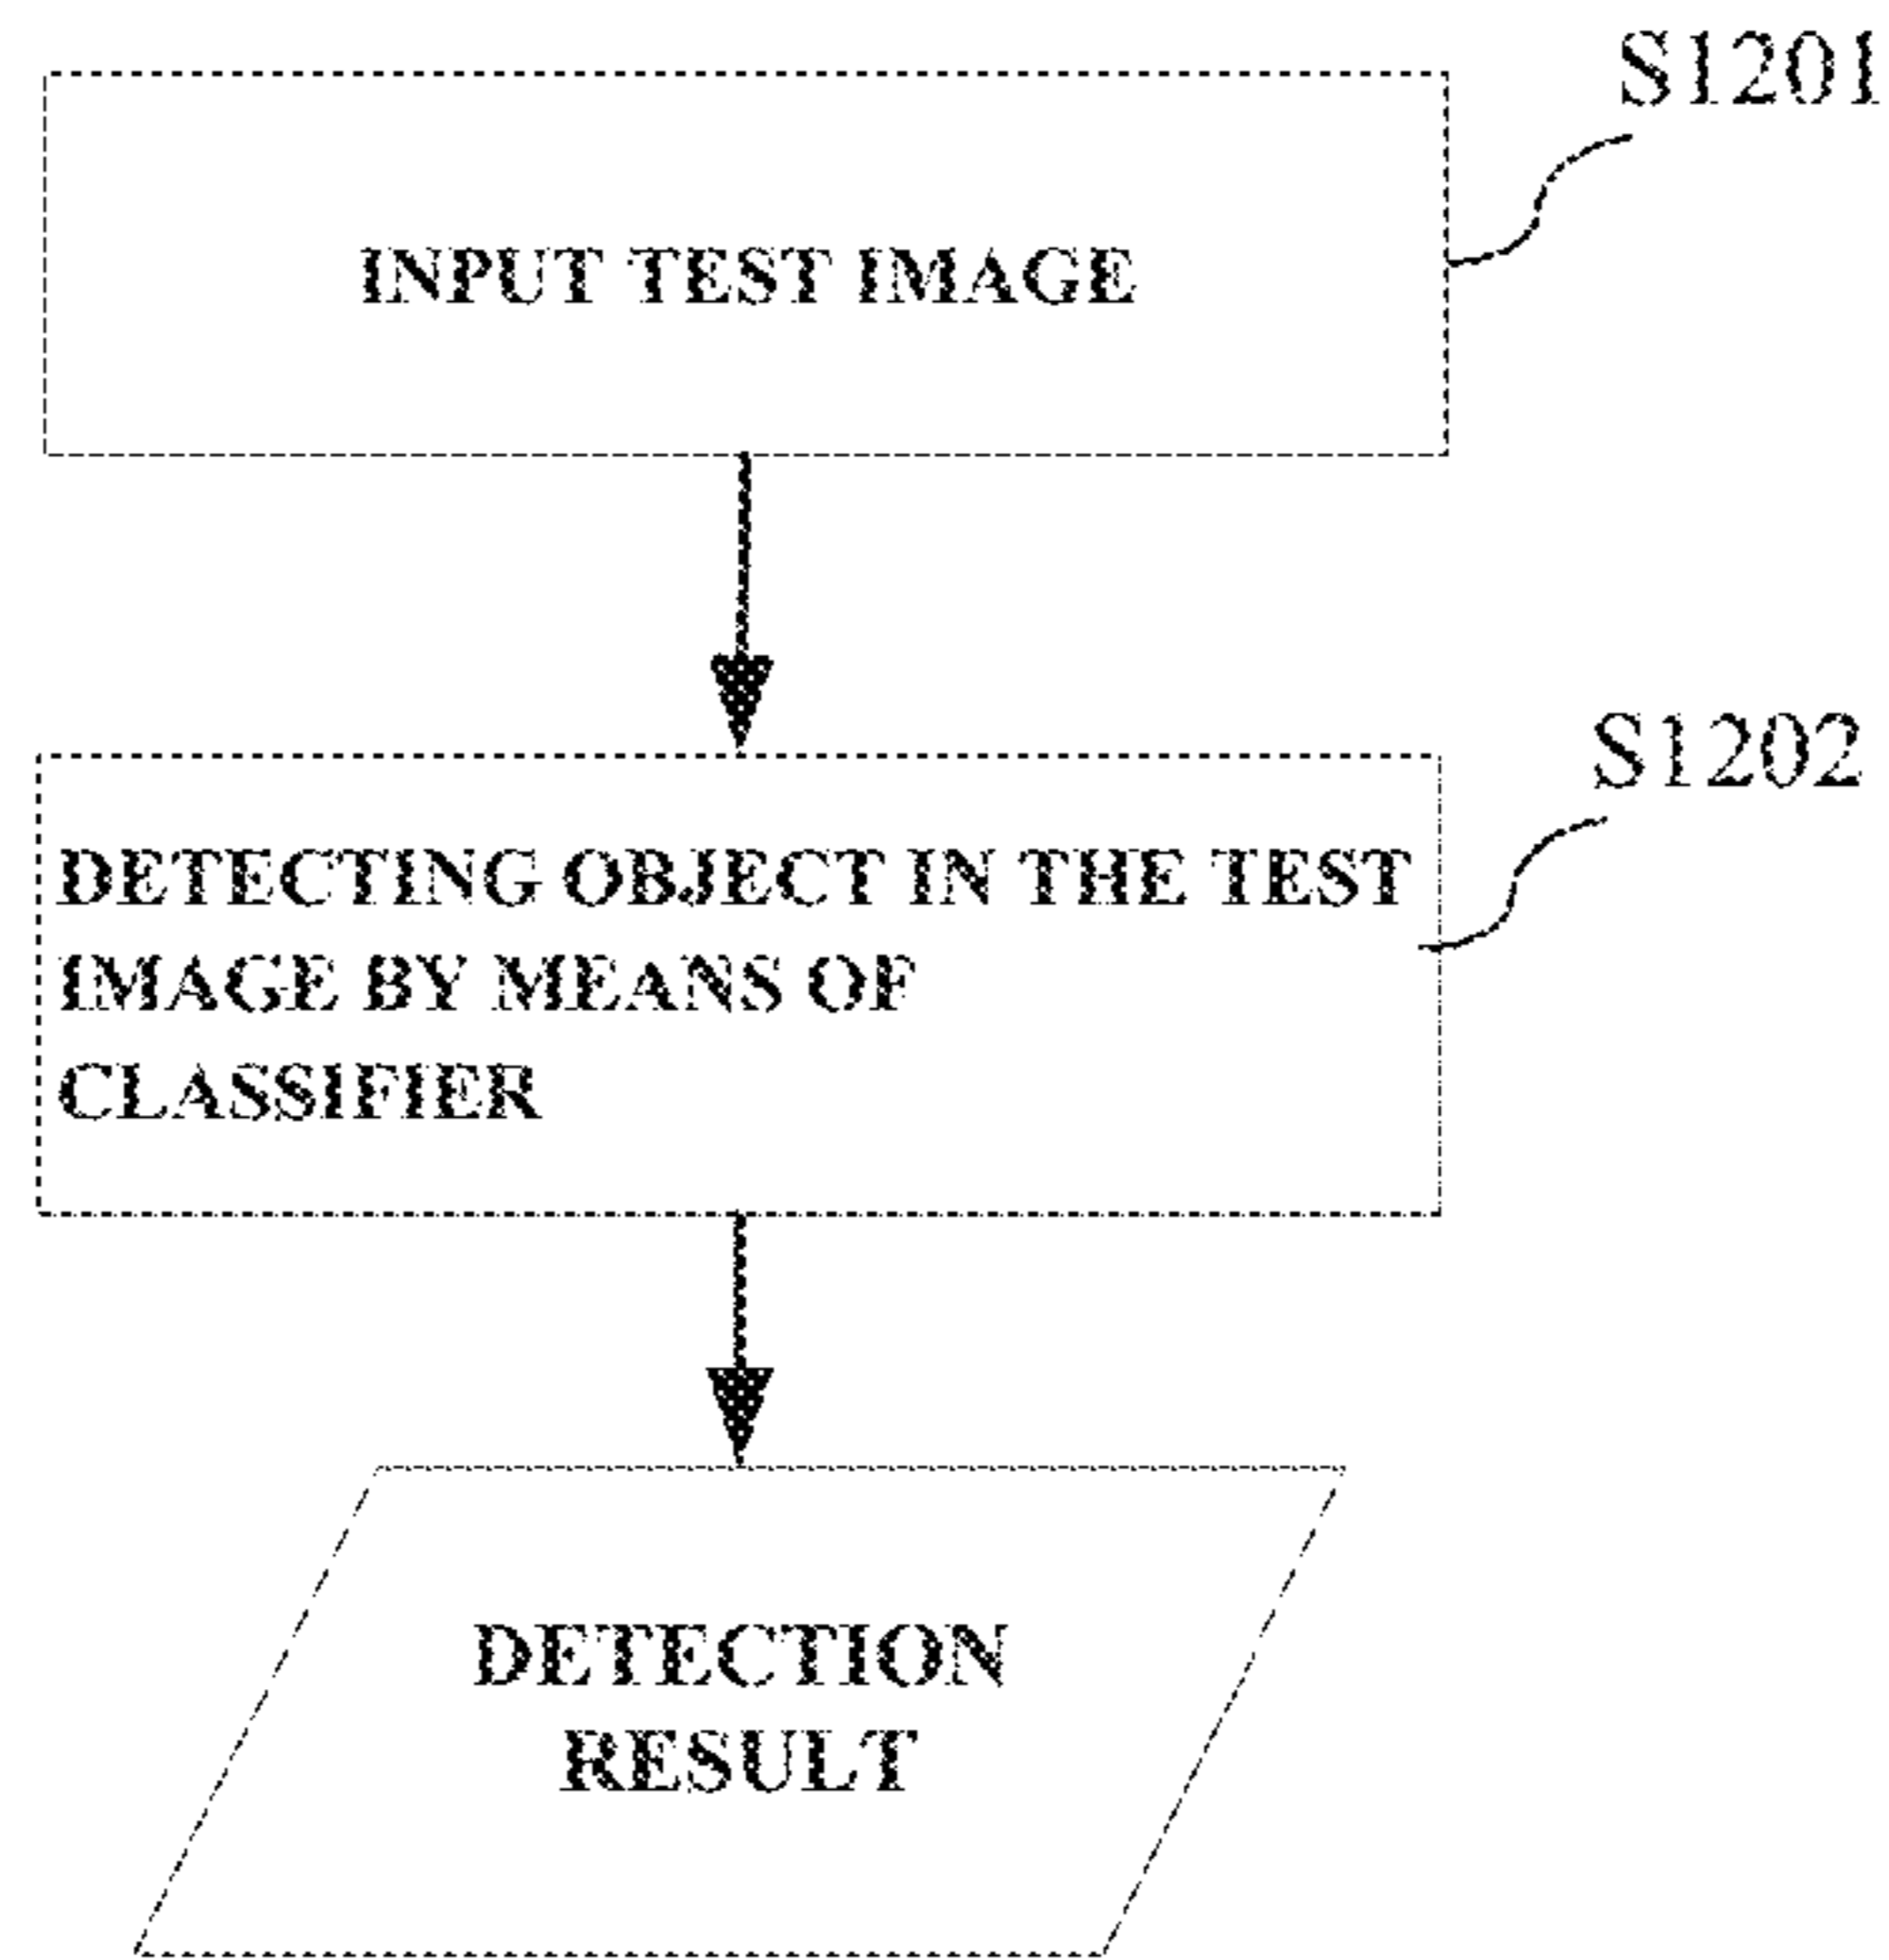 S1201
INPUT TEST IMAGE
S1202
DETECTING OBJECT IN THE TEST
IMAGE BY MEANS OF
CLASSIFIER
DETECTION
RESULT